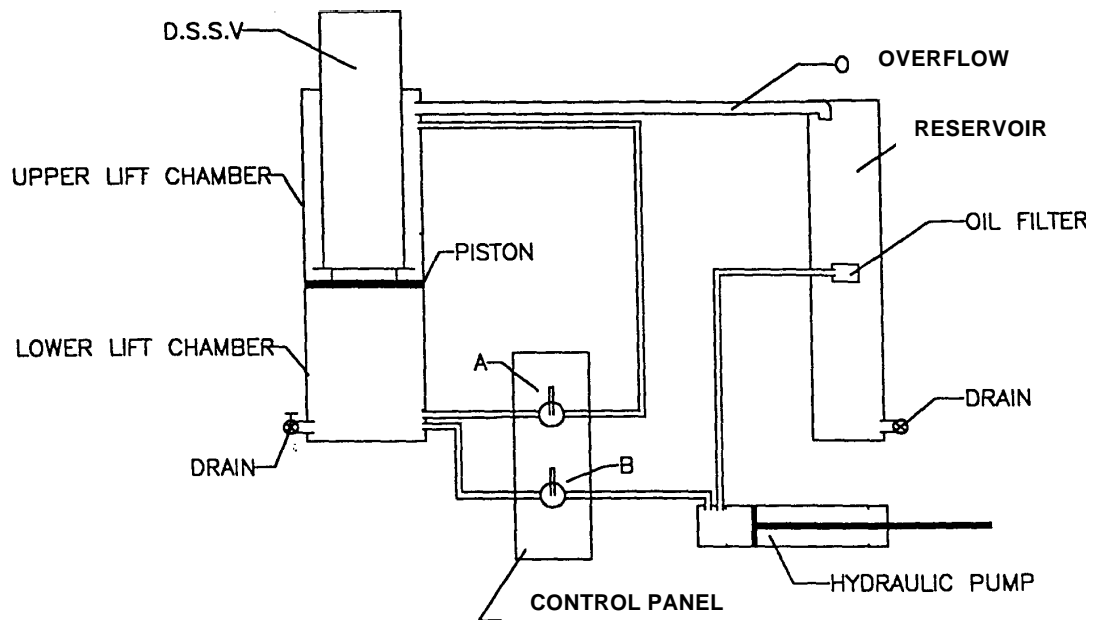 D.S.S.V
O OVERFLOW
RESERVOIR
UPPER LIFT CHAMBER
OIL FILTER
PISTON
LOWER LIFT CHAMBER
A
DRAIN
DRAIN
B
HYDRAULIC PUMP
CONTROL PANEL